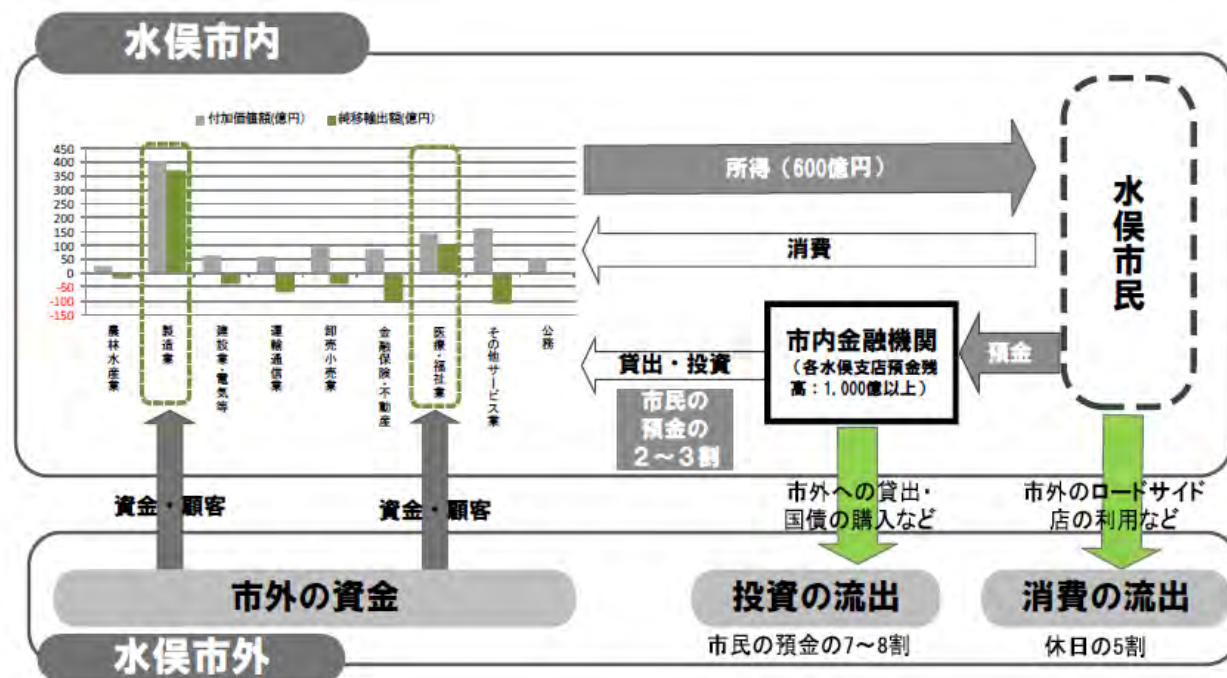 水俣市内
付加価値額(億円)
純移輸出額(億円)
450
400
350
300
250
200
150
100
50
0
-50
-100
-150
農林水産業
製造業
建設業・電気等
運輸通信業
卸売小売業
金融保険・不動産
医療・福祉業
その他サービス業
公務
所得（600億円）
消費
水俣市民
市内金融機関
（各水俣支店預金残
高：1,000億以上）
預金
貸出・投資
市民の
預金の
２～３割
資金・顧客
資金・顧客
市外への貸出・
国債の購入など
市外のロードサイド
店の利用など
市外の資金
投資の流出
消費の流出
市民の預金の7～8割
休日の5割
水俣市外